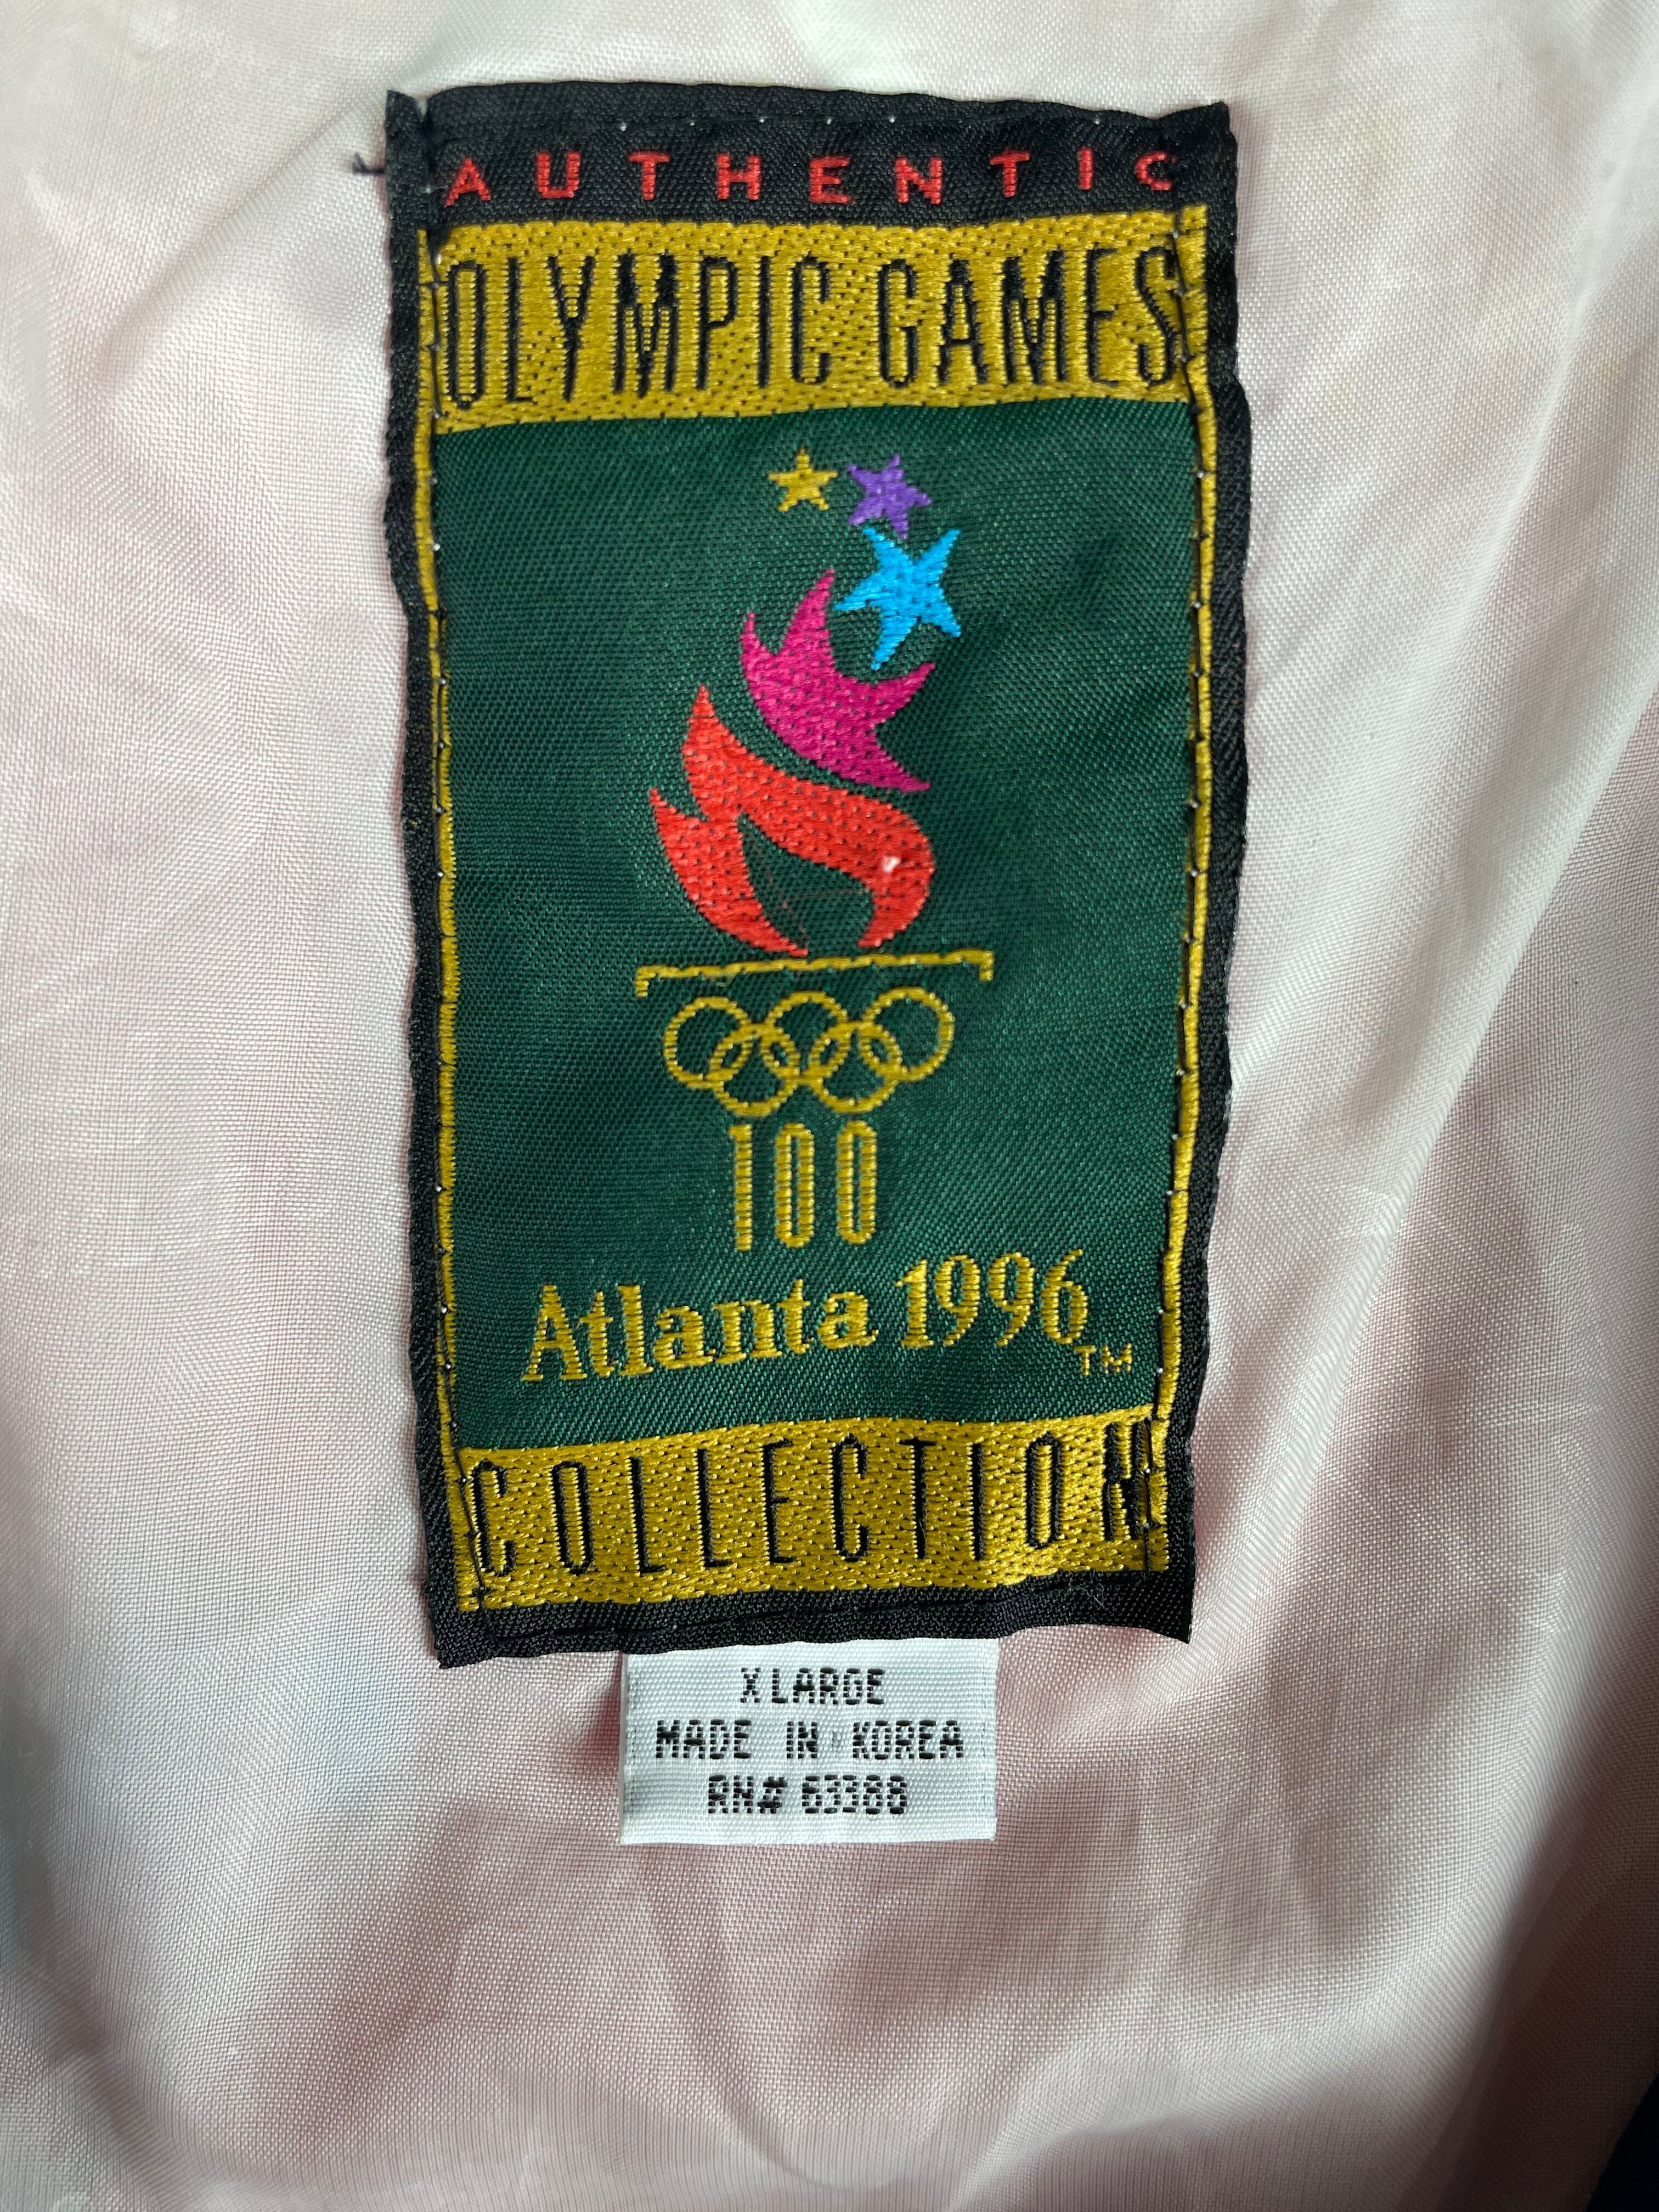 AUTHENTIC
OLYMPIC GAMES
100
Atlanta 1996 TM
COLLECTION
X LARGE
MADE IN KOREA
RN# 63388